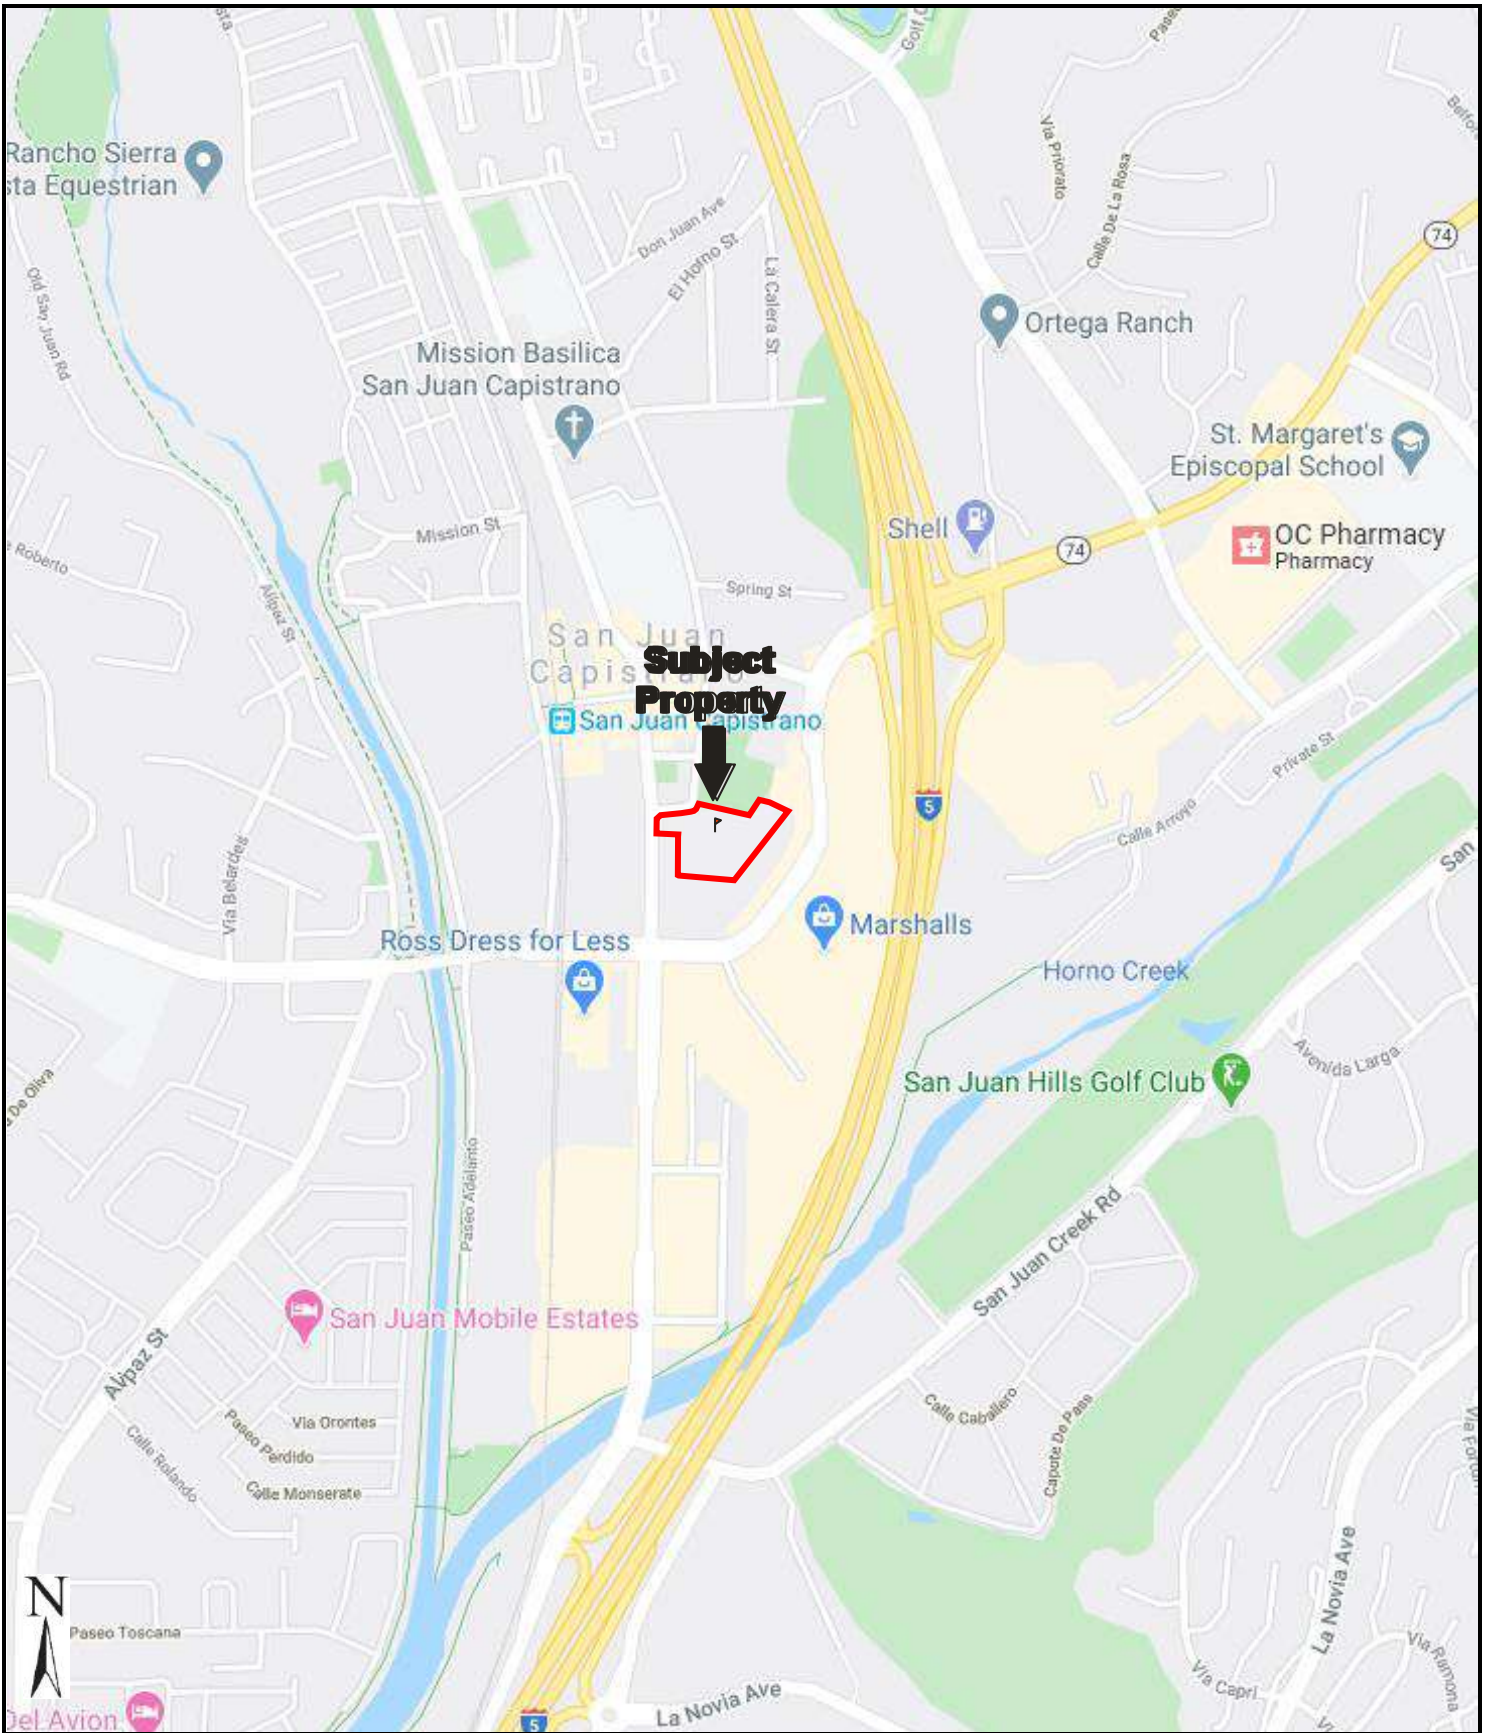 Golf C
Pase
Belfor
Rancho Sierra
sta Equestrian
Via Priorato
Calle De La Rosa
Don Juan Ave
El Horno St
La Calera St
74
Old San Juan Rd
Ortega Ranch
Mission Basilica
San Juan Capistrano
St. Margaret's
Episcopal School
Mission St
Shell
74
OC Pharmacy
Pharmacy
e Roberto
Alipaz St
Spring St
San Juan
Capistrano
Subject
Property
San Juan Capistrano
Private St
5
Calle Arroyo
San
Via Belardes
Marshalls
Ross Dress for Less
Horno Creek
Avenida Larga
San Juan Hills Golf Club
a De Oliva
Paseo Adelanto
San Juan Creek Rd
San Juan Mobile Estates
Alipaz St
Calle Caballero
Capote De Paso
Via Orontes
Paseo Perdido
Calle Rolando
Calle Monserate
La Novia Ave
N
Paseo Toscana
Via Ramona
Via Capri
Del Avion
5
La Novia Ave